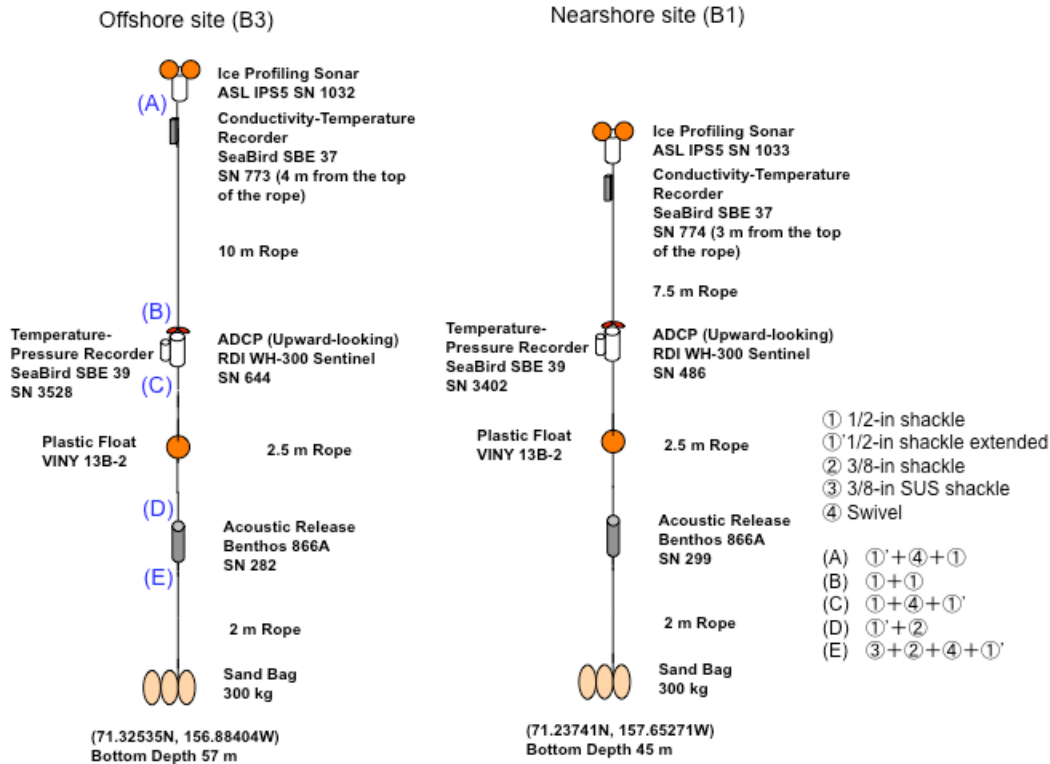 Offshore site (B3)
Ice Profiling Sonar
ASL IPS5 SN 1032
(A)
Conductivity-Temperature
Recorder
SeaBird SBE 37
SN 773 (4 m from the top
of the rope)
10 m Rope
(B)
Temperature-
Pressure Recorder
SeaBird SBE 39
SN 3528
ADCP (Upward-looking)
RDI WH-300 Sentinel
SN 644
(C)
Plastic Float
VINY 13B-2
2.5 m Rope
(D)
Acoustic Release
Benthos 866A
SN 282
(E)
2 m Rope
Sand Bag
300 kg
(71.32535N, 156.88404W)
Bottom Depth 57 m
Nearshore site (B1)
Ice Profiling Sonar
ASL IPS5 SN 1033
Conductivity-Temperature
Recorder
SeaBird SBE 37
SN 774 (3 m from the top
of the rope)
7.5 m Rope
Temperature-
Pressure Recorder
SeaBird SBE 39
SN 3402
ADCP (Upward-looking)
RDI WH-300 Sentinel
SN 486
Plastic Float
VINY 13B-2
2.5 m Rope
Acoustic Release
Benthos 866A
SN 299
2 m Rope
Sand Bag
300 kg
(71.23741N, 157.65271W)
Bottom Depth 45 m
① 1/2-in shackle
①' 1/2-in shackle extended
② 3/8-in shackle
③ 3/8-in SUS shackle
④ Swivel
(A) ①'+④+①
(B) ①+①
(C) ①+④+①'
(D) ①'+②
(E) ③+②+④+①'